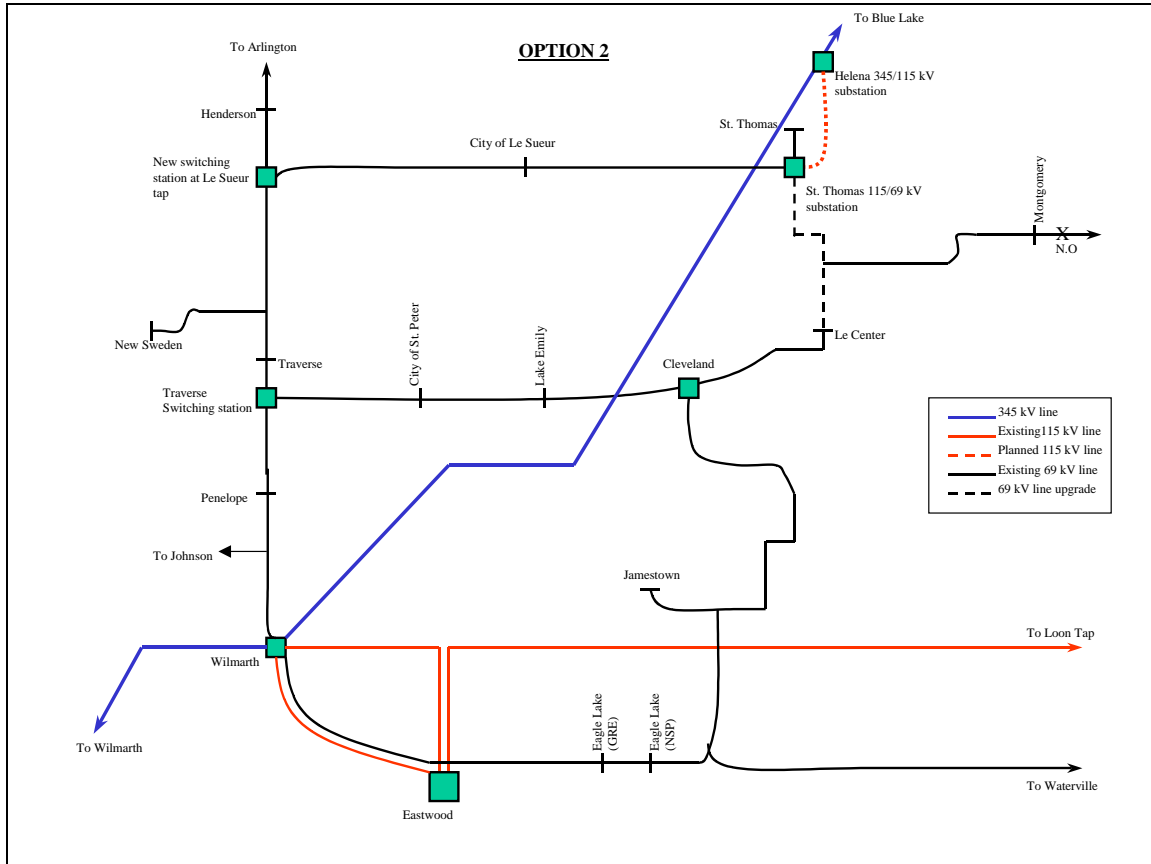 To Blue Lake
To Arlington
OPTION 2
Helena 345/115 kV
substation
Henderson
St. Thomas
City of Le Sueur
New switching
station at Le Sueur
tap
St. Thomas 115/69 kV
substation
Montgomery
X
N.O
New Sweden
Traverse
City of St. Peter
Lake Emily
Le Center
Cleveland
Traverse
Switching station
345 kV line
Existing115 kV line
Planned 115 kV line
Existing 69 kV line
69 kV line upgrade
Penelope
To Johnson
Jamestown
To Loon Tap
Wilmarth
Eagle Lake
(GRE)
Eagle Lake
(NSP)
To Wilmarth
To Waterville
Eastwood